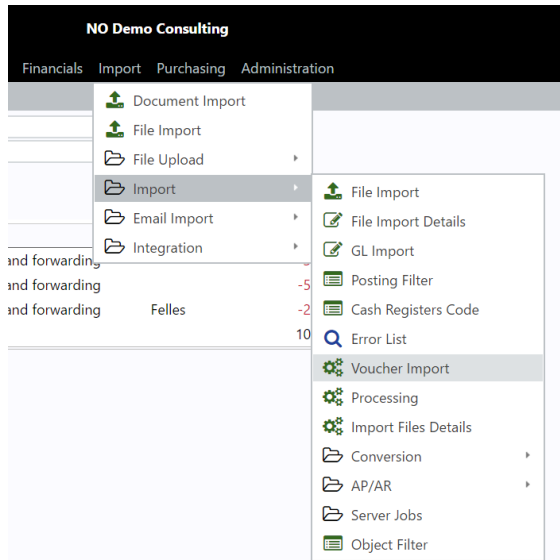 NO Demo Consulting
Financials Import Purchasing Administration
Document Import
File Import
File Upload
Import
Email Import
Integration
File Import
File Import Details
GL Import
Posting Filter
Cash Registers Code
Error List
Voucher Import
Processing
Import Files Details
Conversion
AP/AR
Server Jobs
Object Filter
and forwarding
and forwarding -5
and forwarding Felles -2
10